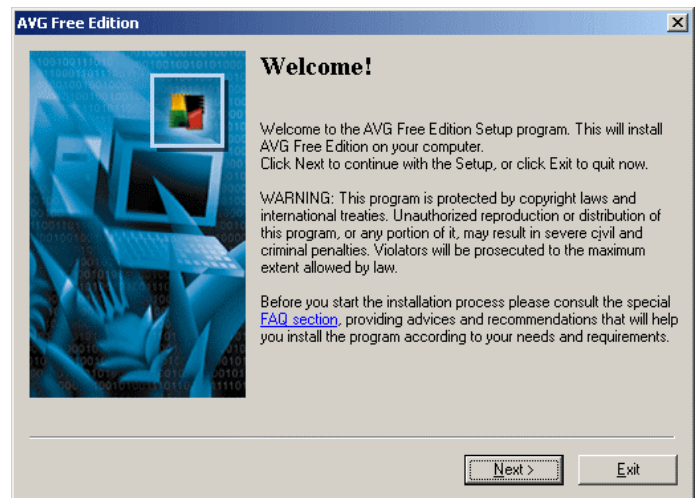 AVG Free Edition
Welcome!
Welcome to the AVG Free Edition Setup program. This will install
AVG Free Edition on your computer.
Click Next to continue with the Setup, or click Exit to quit now.
WARNING: This program is protected by copyright laws and
international treaties. Unauthorized reproduction or distribution of
this program, or any portion of it, may result in severe civil and
criminal penalties. Violators will be prosecuted to the maximum
extent allowed by law.
Before you start the installation process please consult the special
FAQ section, providing advices and recommendations that will help
you install the program according to your needs and requirements.
Next >
Exit